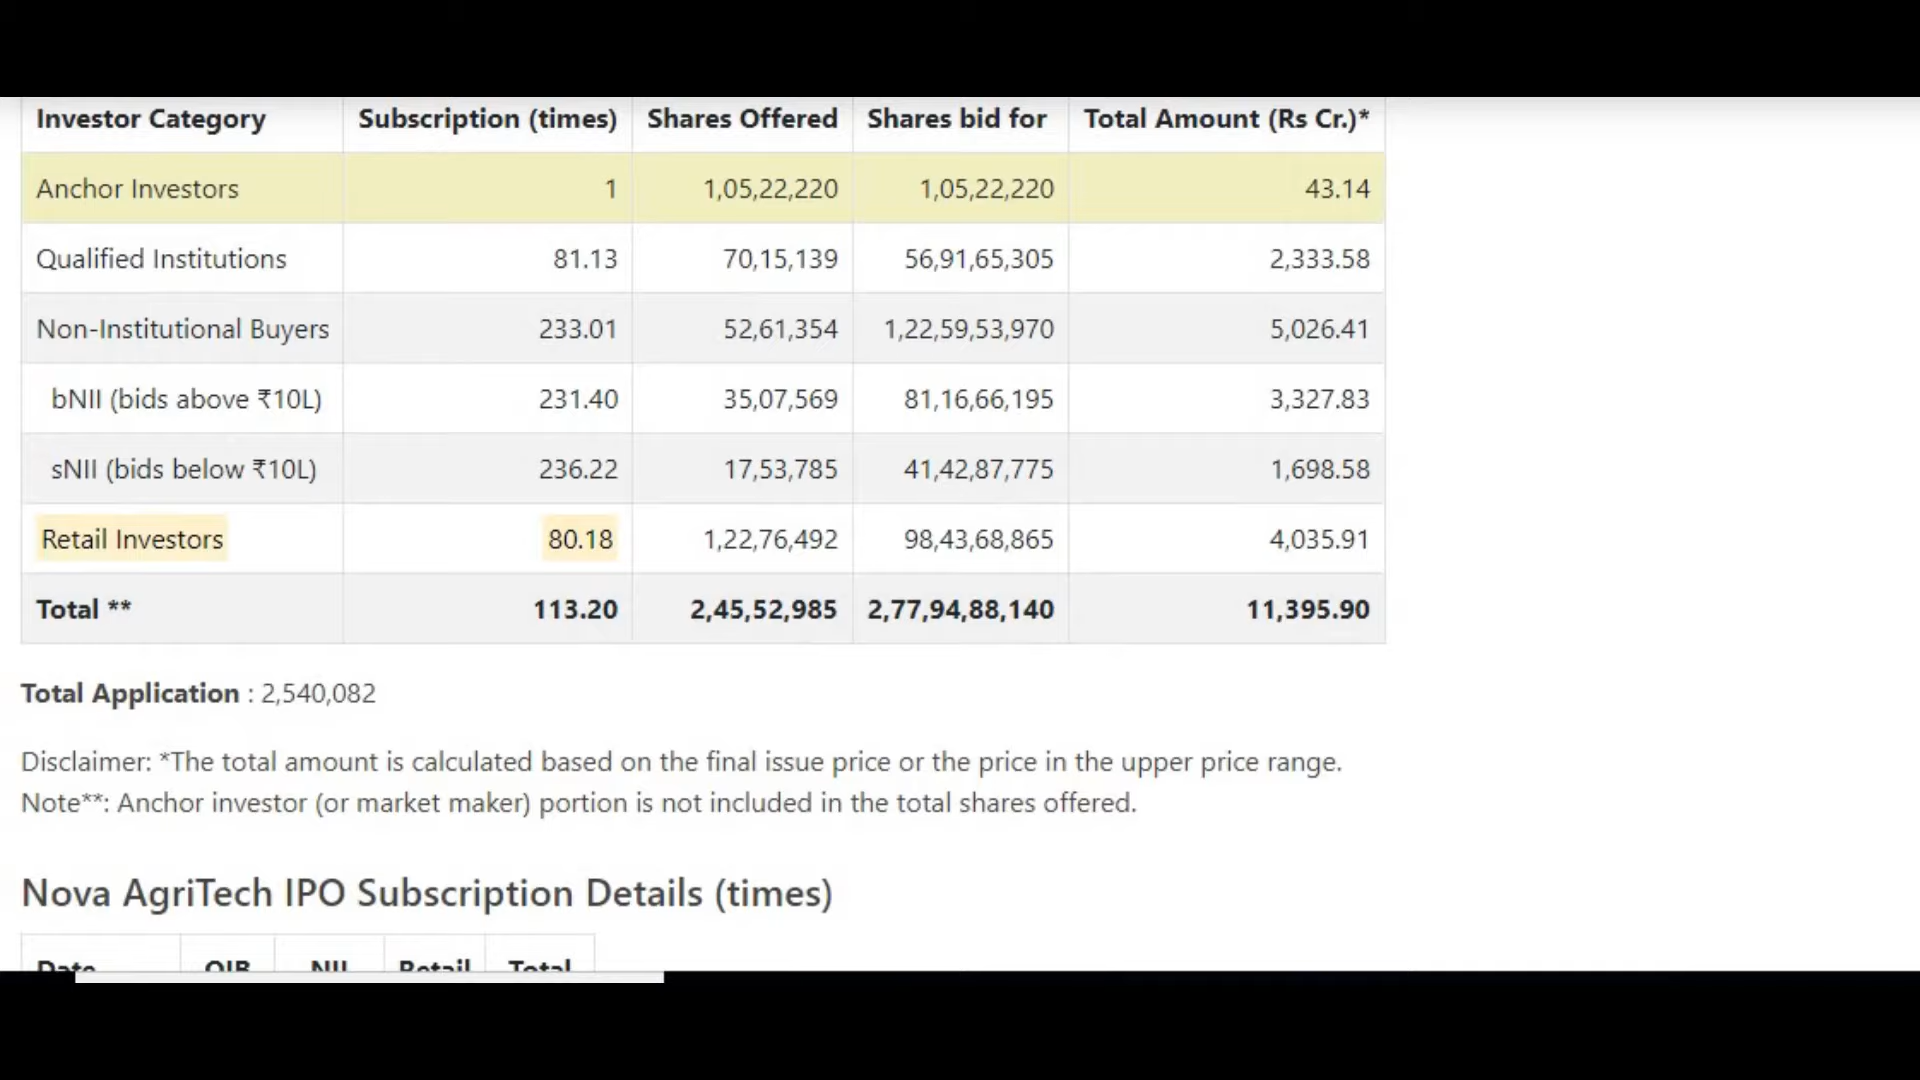 Investor Category Subscription (times) Shares Offered Shares bid for Total Amount (Rs Cr.)*
Anchor Investors 1 1,05,22,220 1,05,22,220 43.14
Qualified Institutions 81.13 70,15,139 56,91,65,305 2,333.58
Non-Institutional Buyers 233.01 52,61,354 1,22,59,53,970 5,026.41
bNII (bids above ₹10L) 231.40 35,07,569 81,16,66,195 3,327.83
sNII (bids below ₹10L) 236.22 17,53,785 41,42,87,775 1,698.58
Retail Investors 80.18 1,22,76,492 98,43,68,865 4,035.91
Total ** 113.20 2,45,52,985 2,77,94,88,140 11,395.90
Total Application : 2,540,082
Disclaimer: *The total amount is calculated based on the final issue price or the price in the upper price range.
Note**: Anchor investor (or market maker) portion is not included in the total shares offered.
Nova AgriTech IPO Subscription Details (times)
Date QIB NII Retail Total